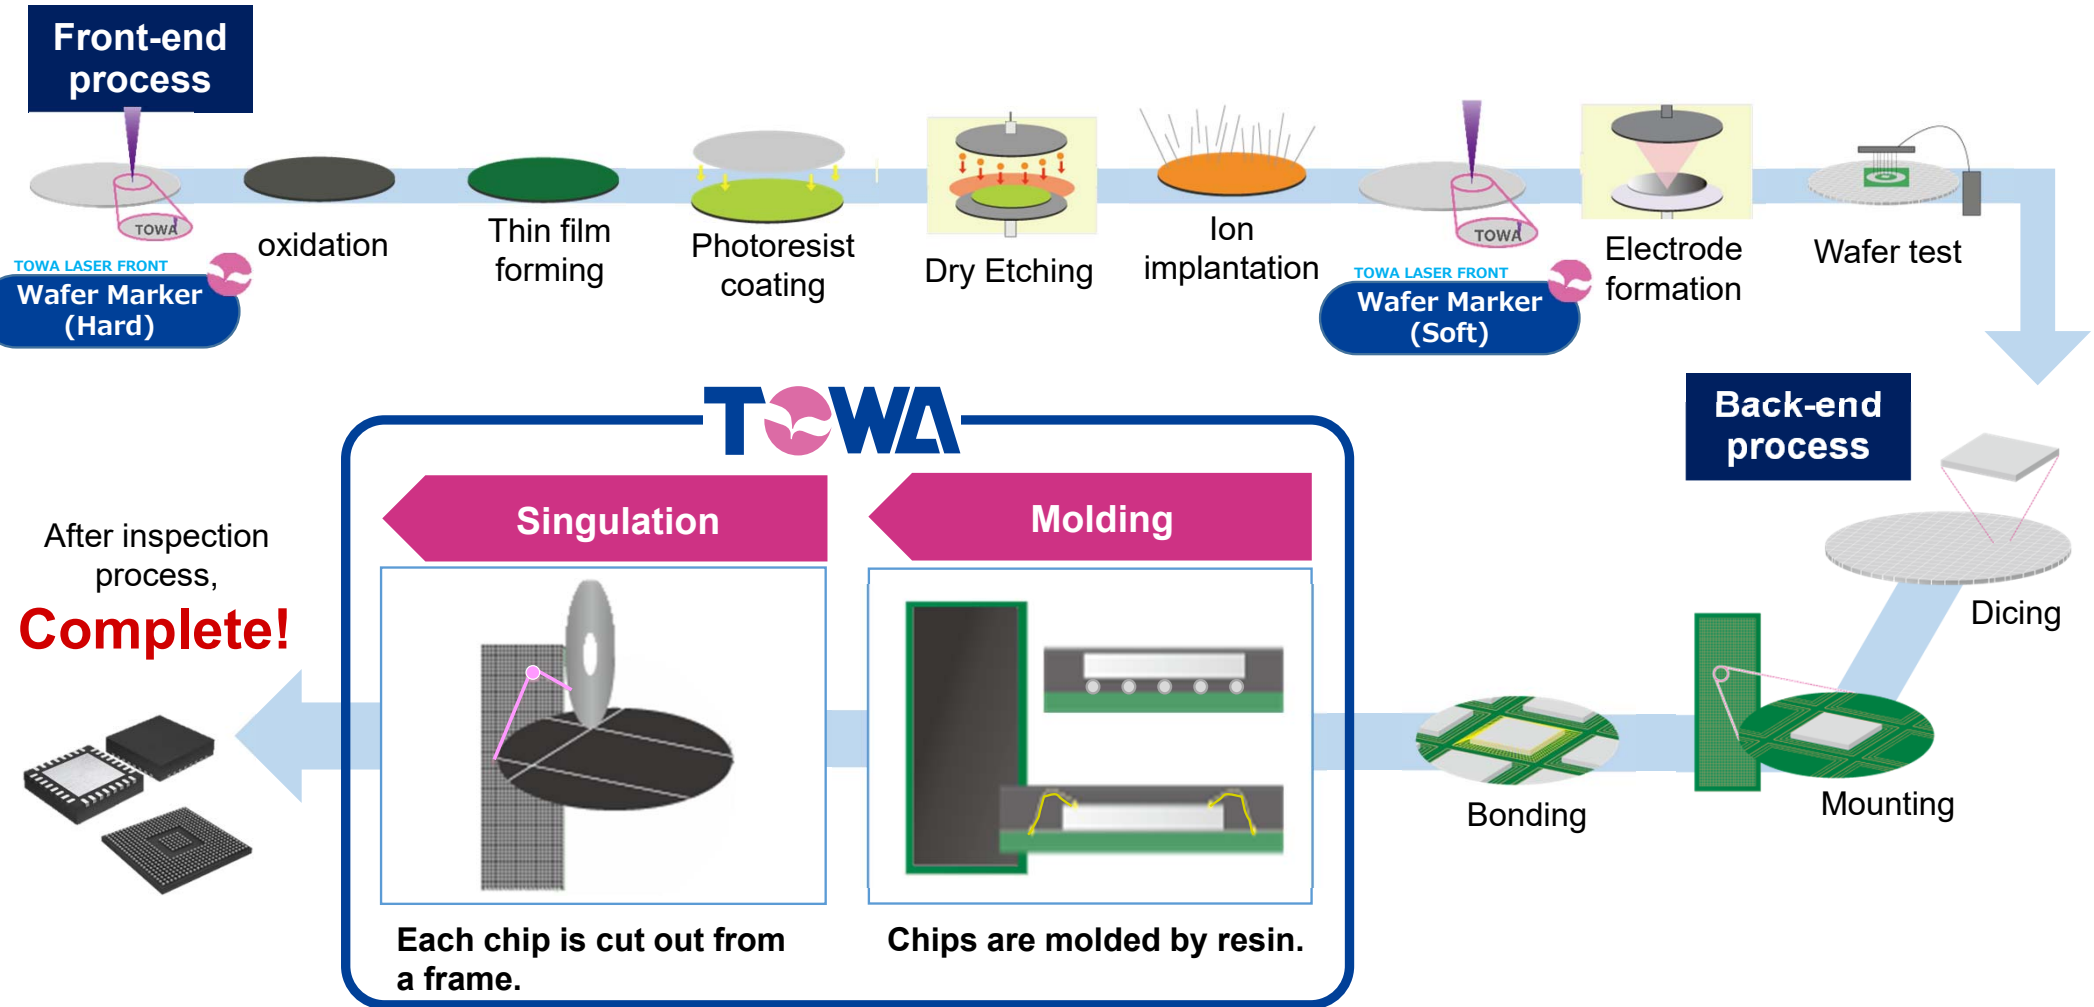 Front-end
process
TOWA
TOWA LASER FRONT
Wafer Marker
(Hard)
oxidation
Thin film
forming
Photoresist
coating
Dry Etching
Ion
implantation
TOWA
TOWA LASER FRONT
Wafer Marker
(Soft)
Electrode
formation
Wafer test
Back-end
process
Dicing
Mounting
Bonding
TOWA
Molding
Chips are molded by resin.
Singulation
Each chip is cut out from
a frame.
After inspection
process,
Complete!